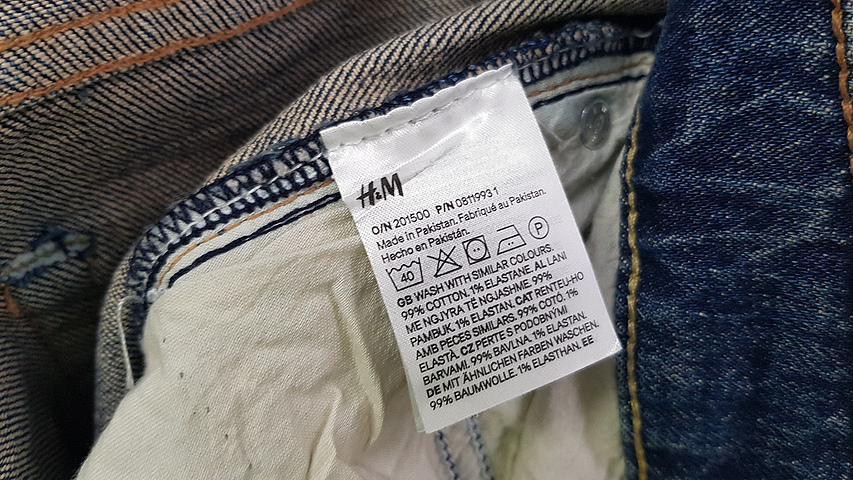 H&M
O/N 201500 P/N 0811993 1
Made in Pakistan. Fabriqué au Pakistan.
Hecho en Pakistán.
40 P
GB WASH WITH SIMILAR COLOURS.
99% COTTON. 1% ELASTANE. AL LANI
ME NGJYRA TË NGJASHME. 99%
PAMBUK. 1% ELASTAN. CAT RENTEU-HO
AMB PECES SIMILARS. 99% COTÓ. 1%
ELASTÀ. CZ PERTE S PODOBNÝMI
BARVAMI. 99% BAVLNA. 1% ELASTAN.
DE MIT ÄHNLICHEN FARBEN WASCHEN.
99% BAUMWOLLE. 1% ELASTHAN. EE